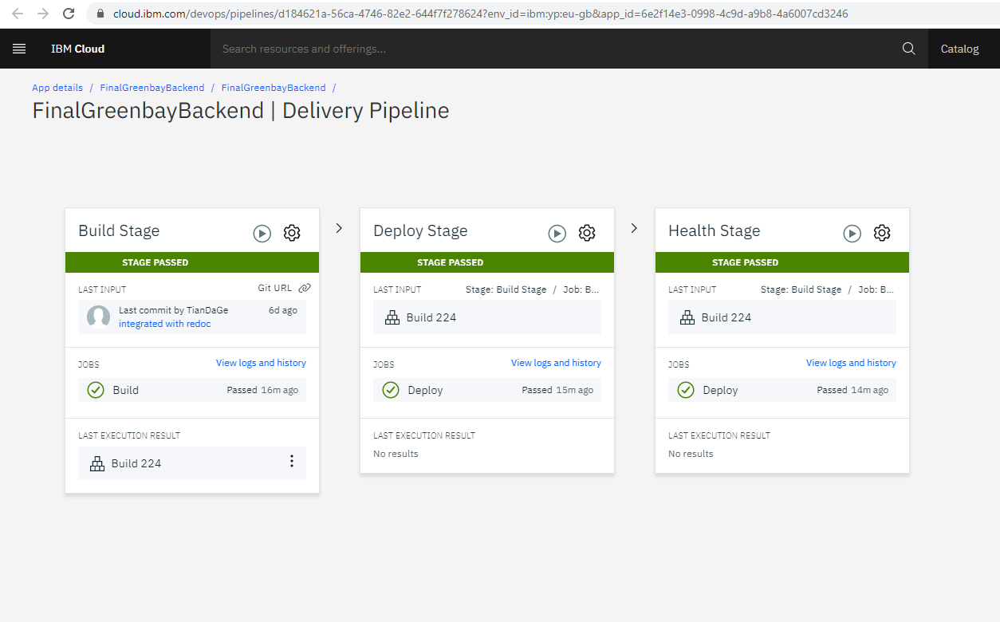 cloud.ibm.com/devops/pipelines/d184621a-56ca-4746-82e2-644f7f278624?env_id=ibm:yp:eu-gb&app_id=6e2f14e3-0998-4c9d-a9b8-4a6007cd3246
IBM Cloud
Search resources and offerings...
Catalog
App details / FinalGreenbayBackend / FinalGreenbayBackend /
FinalGreenbayBackend | Delivery Pipeline
Build Stage
STAGE PASSED
LAST INPUT Git URL
Last commit by TianDaGe 6d ago
integrated with redoc
JOBS View logs and history
Build Passed 16m ago
LAST EXECUTION RESULT
Build 224
Deploy Stage
STAGE PASSED
LAST INPUT Stage: Build Stage / Job: B...
Build 224
JOBS View logs and history
Deploy Passed 15m ago
LAST EXECUTION RESULT
No results
Health Stage
STAGE PASSED
LAST INPUT Stage: Build Stage / Job: B...
Build 224
JOBS View logs and history
Deploy Passed 14m ago
LAST EXECUTION RESULT
No results